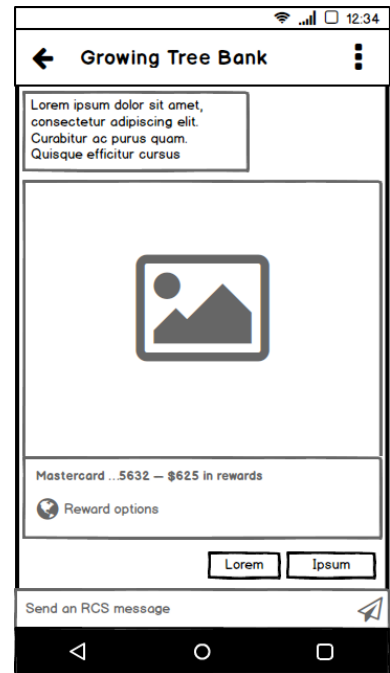 12:34
Growing Tree Bank
Lorem ipsum dolor sit amet,
consectetur adipiscing elit.
Curabitur ac purus quam.
Quisque efficitur cursus
Mastercard ...5632 — $625 in rewards
Reward options
Lorem
Ipsum
Send an RCS message